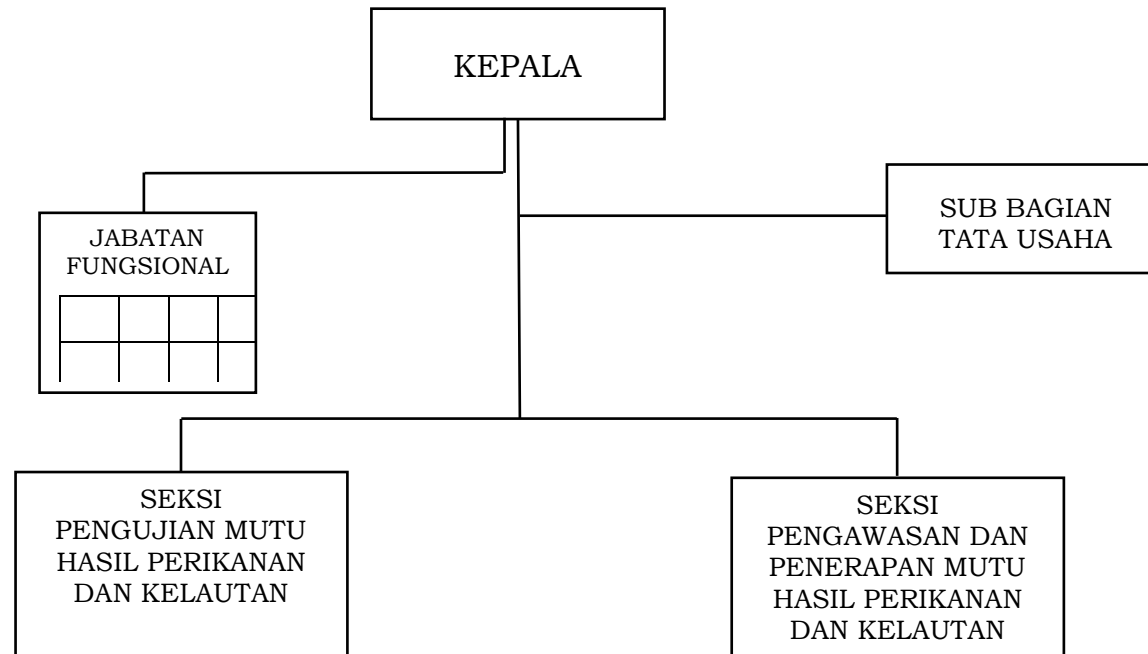 KEPALA
SUB BAGIAN
TATA USAHA
JABATAN
FUNGSIONAL
SEKSI
PENGUJIAN MUTU
HASIL PERIKANAN
DAN KELAUTAN
SEKSI
PENGAWASAN DAN
PENERAPAN MUTU
HASIL PERIKANAN
DAN KELAUTAN